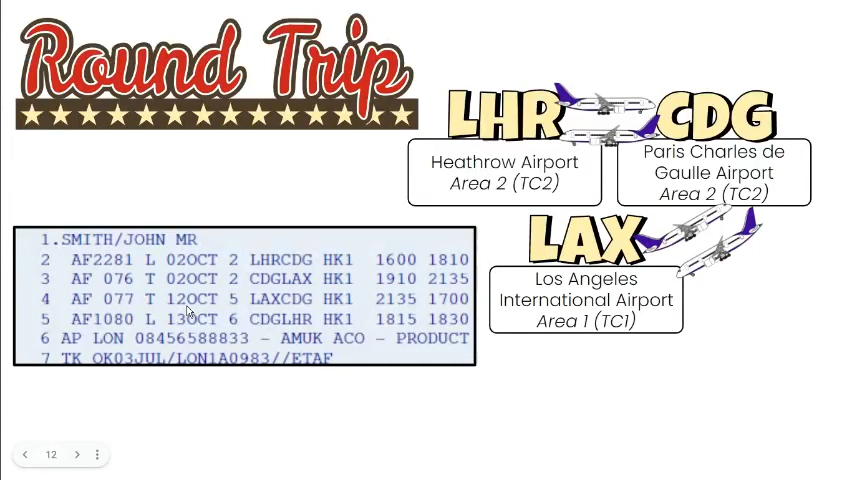 Round Trip
LHR
CDG
Heathrow Airport
Area 2 (TC2)
Paris Charles de
Gaulle Airport
Area 2 (TC2)
LAX
Los Angeles
International Airport
Area 1 (TC1)
1.SMITH/JOHN MR
2 AF2281 L 02OCT 2 LHRCDG HK1 1600 1810
3 AF 076 T 02OCT 2 CDGLAX HK1 1910 2135
4 AF 077 T 12OCT 5 LAXCDG HK1 2135 1700
5 AF1080 L 13OCT 6 CDGLHR HK1 1815 1830
6 AP LON 08456588833 - AMUK ACO - PRODUCT
7 TK OK03JUL/LON1A0983//ETAF
12